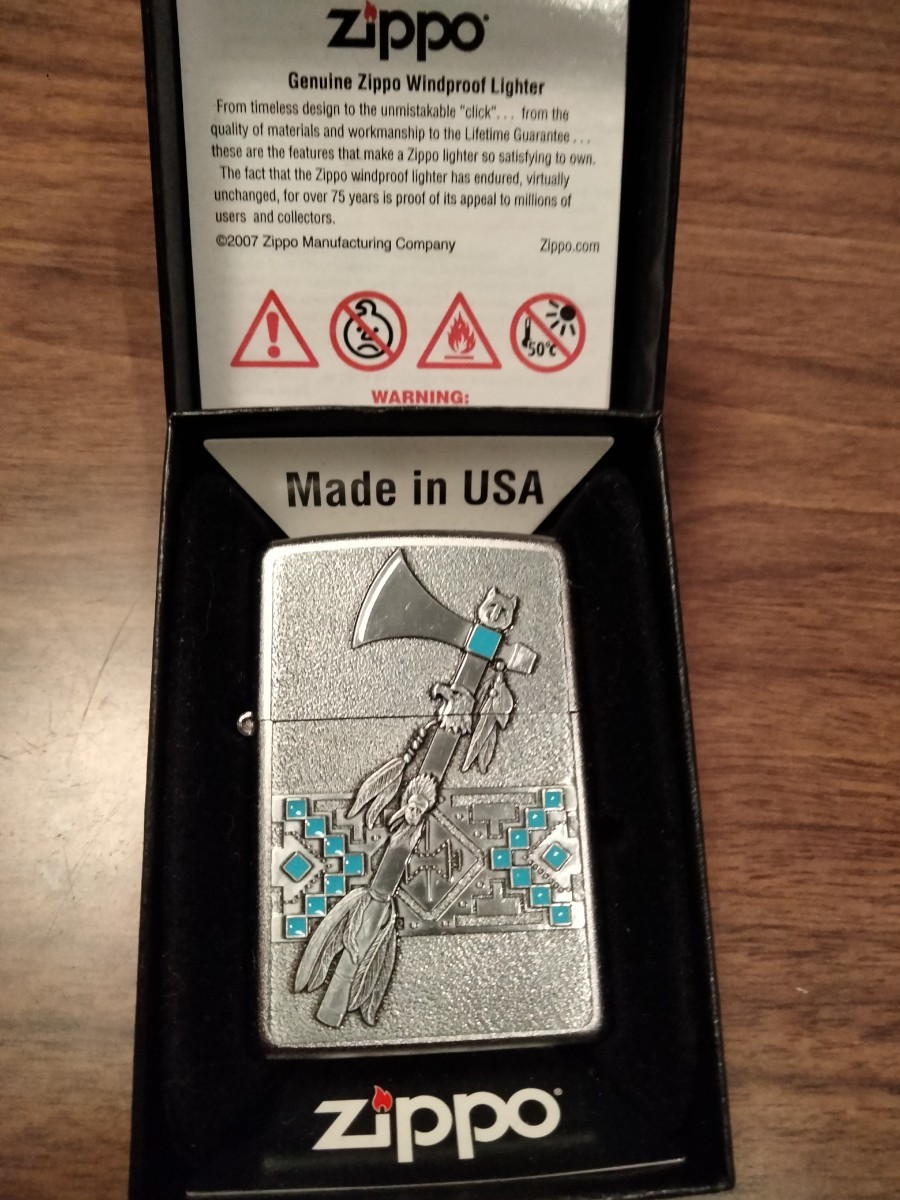 zippo
Genuine Zippo Windproof Lighter
From timeless design to the unmistakable "click"... from the
quality of materials and workmanship to the Lifetime Guarantee...
these are the features that make a Zippo lighter so satisfying to own.
The fact that the Zippo windproof lighter has endured, virtually
unchanged, for over 75 years is proof of its appeal to millions of
users and collectors.
©2007 Zippo Manufacturing Company Zippo.com
50°C
WARNING:
Made in USA
zippo